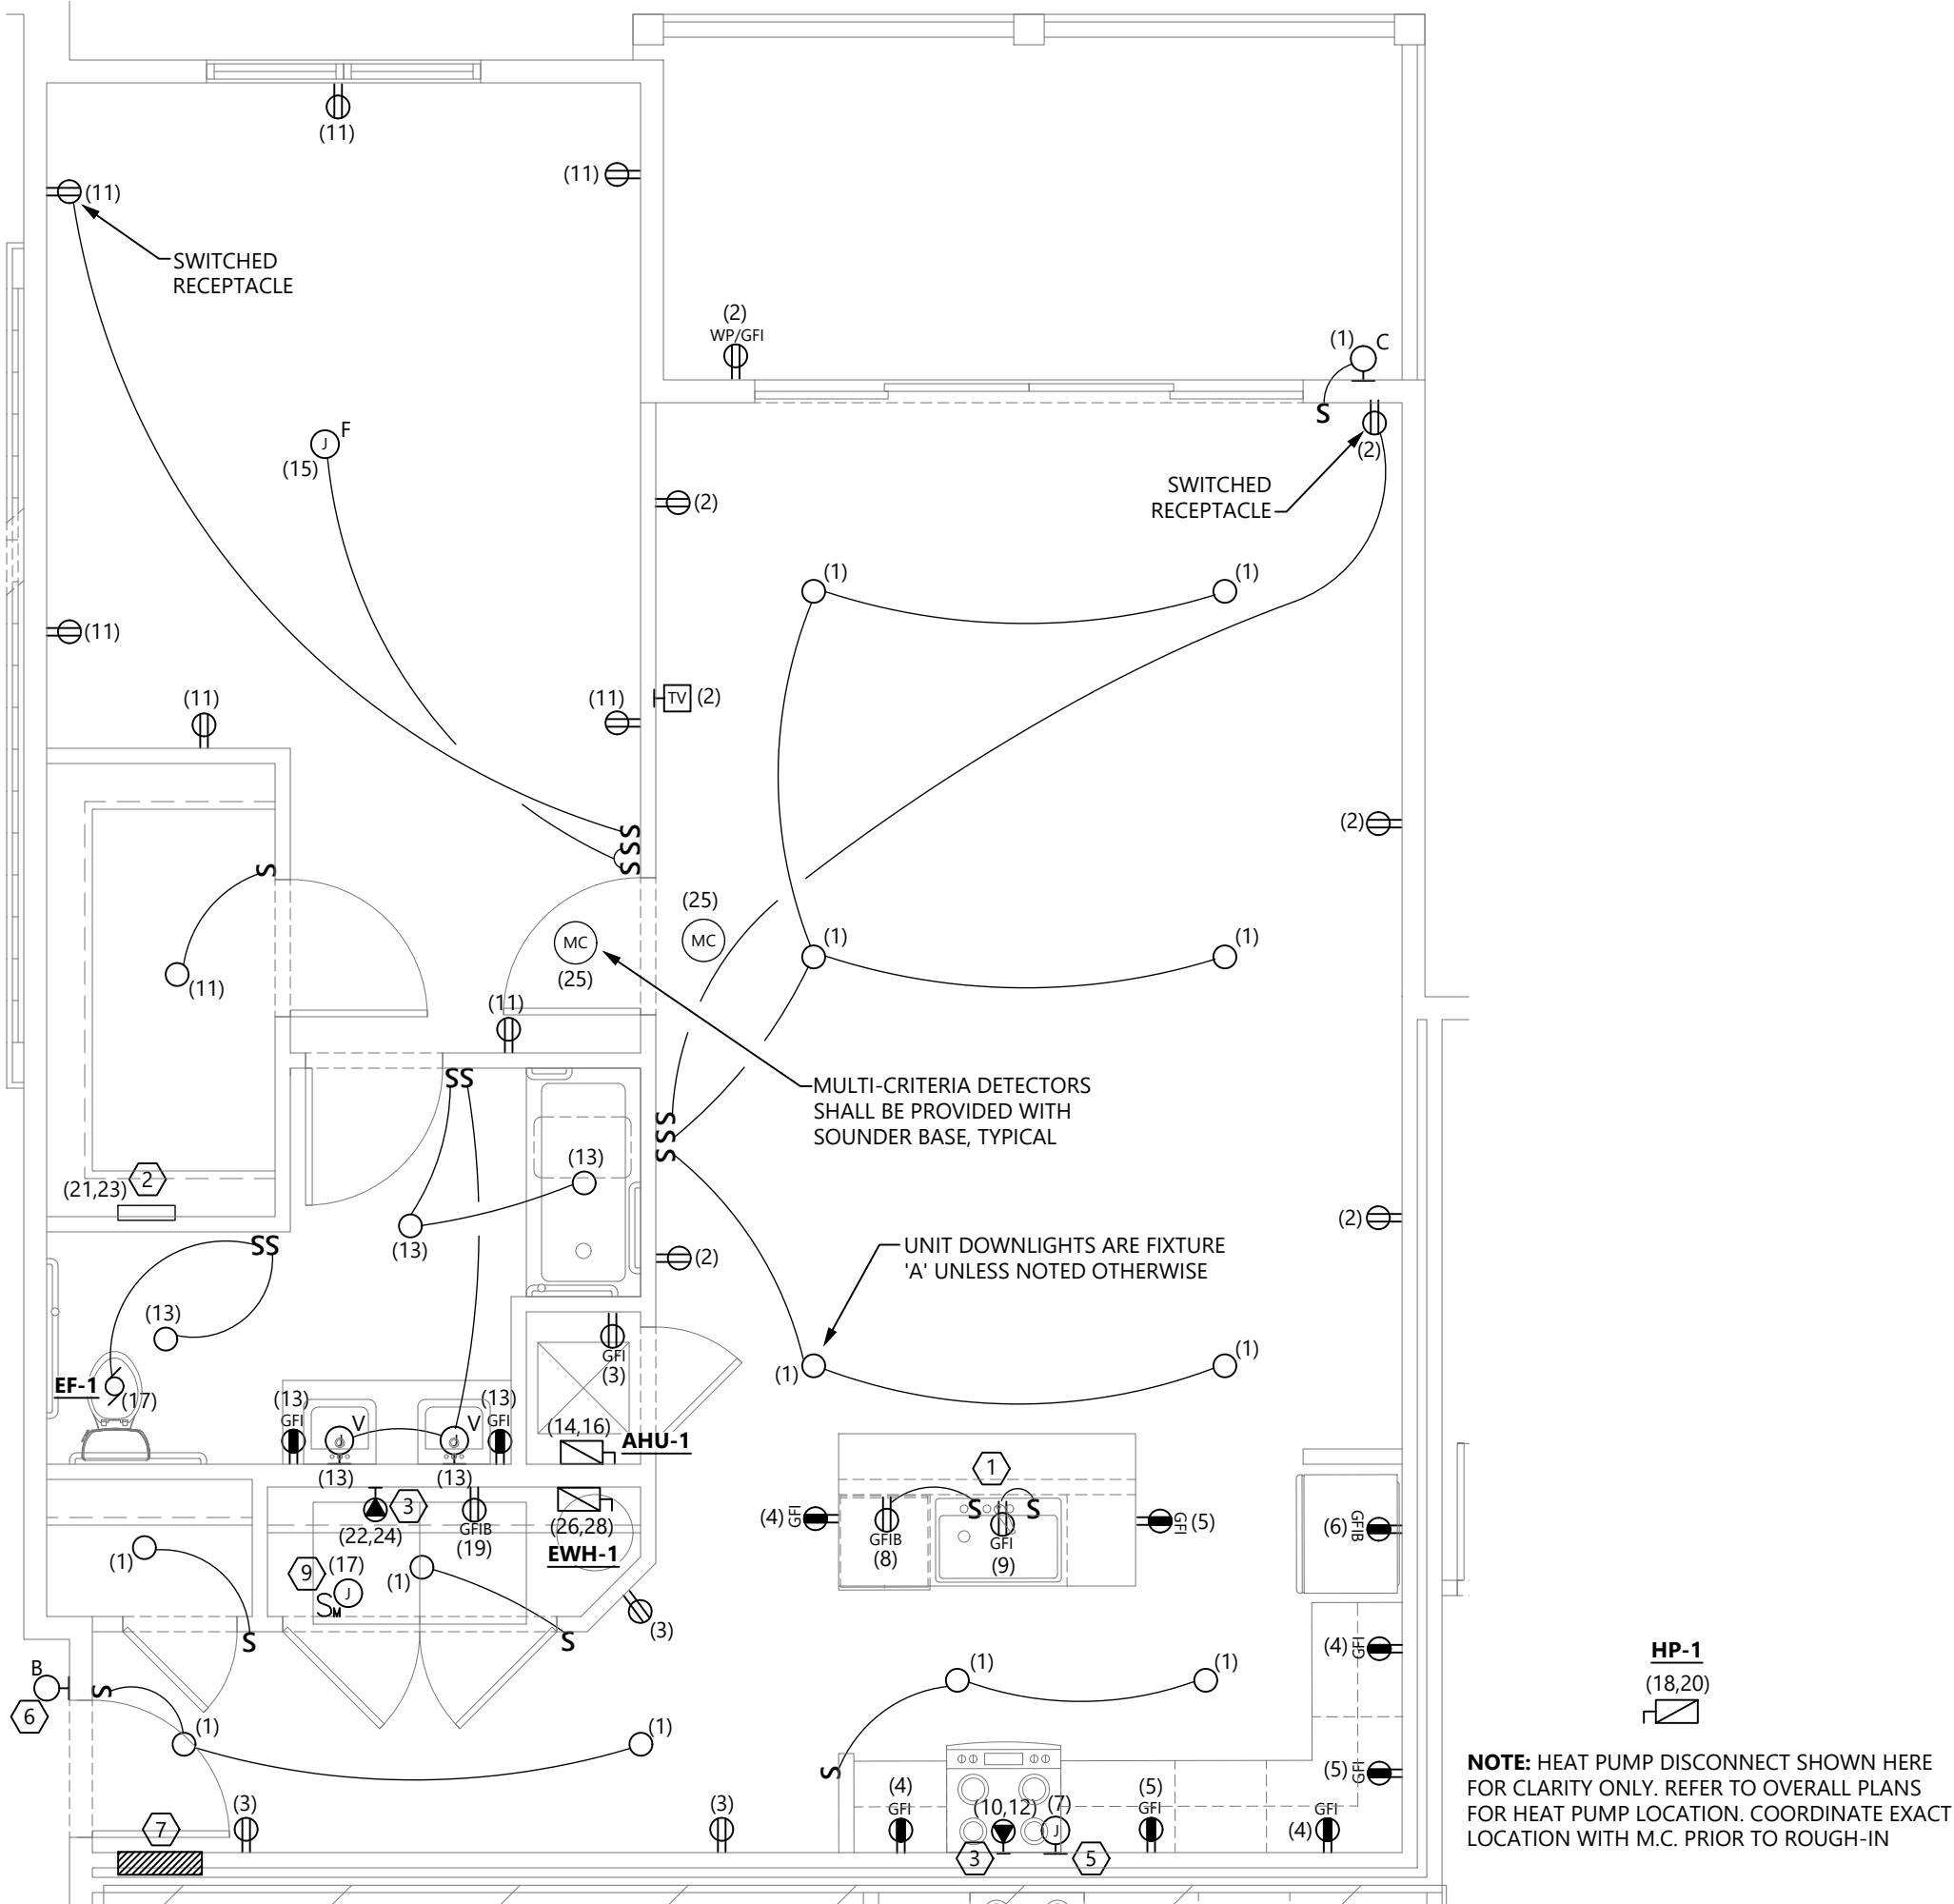 (11)
(11)
(11)
SWITCHED
RECEPTACLE
(2)
WP/GFI
(1) C
S
(2)
SWITCHED
RECEPTACLE
J F
(15)
(2)
(1)
(1)
(11)
(11)
(11)
TV (2)
(2)
S
S
S
S
(25)
MC
MC
(25)
(1)
(1)
(11)
(11)
SS
MULTI-CRITERIA DETECTORS
SHALL BE PROVIDED WITH
SOUNDER BASE, TYPICAL
S
S
S
(13)
(13)
2
(21,23)
(2)
(2)
SS
UNIT DOWNLIGHTS ARE FIXTURE
'A' UNLESS NOTED OTHERWISE
(13)
GFI
(3)
(1)
(1)
EF-1
(17)
(13)
GFI
V
V
(13)
GFI
J
J
(14,16)
AHU-1
(13)
(13)
1
3
(22,24)
GFIB
(19)
(26,28)
EWH-1
(4) GFI
S
S
GFIB
(8)
GFI
(9)
GFI (5)
(6) GFIB
(1)
9
(17)
J
SM
(1)
(3)
S
S
(4) GFI
B
6
S
(1)
(1)
(1)
(1)
S
(5) GFI
HP-1
(18,20)
NOTE: HEAT PUMP DISCONNECT SHOWN HERE
FOR CLARITY ONLY. REFER TO OVERALL PLANS
FOR HEAT PUMP LOCATION. COORDINATE EXACT
LOCATION WITH M.C. PRIOR TO ROUGH-IN
7
(3)
(3)
(4)
GFI
(10,12)
(7)
J
(5)
GFI
GFI
(4)
3
5